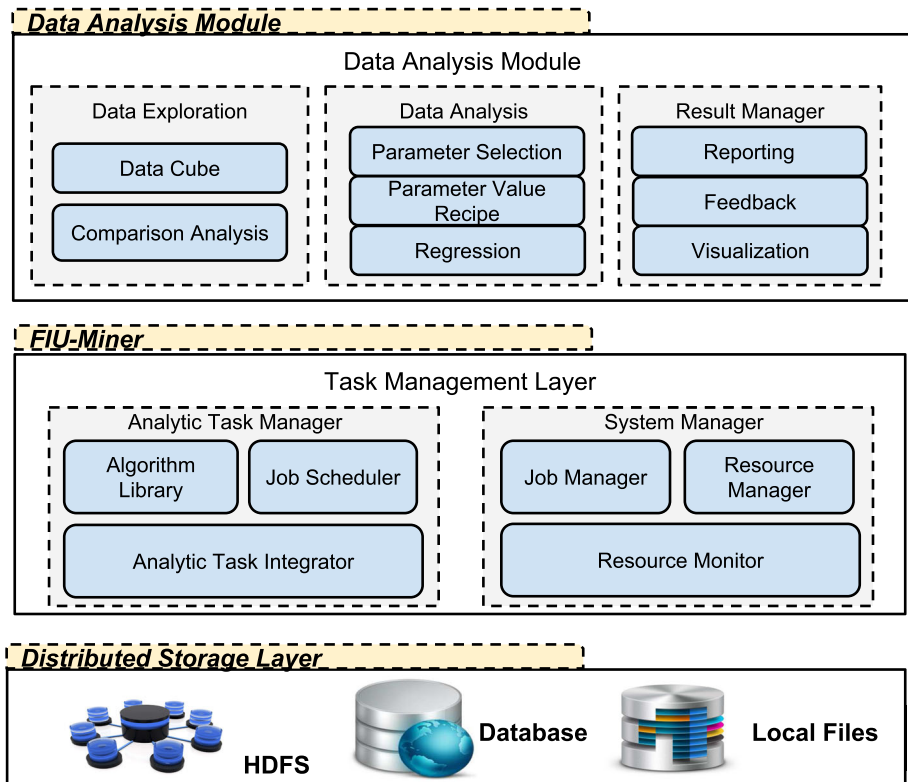 Data Analysis Module
Data Analysis Module
Data Exploration
Data Cube
Comparison Analysis
Data Analysis
Parameter Selection
Parameter Value
Recipe
Regression
Result Manager
Reporting
Feedback
Visualization
FIU-Miner
Task Management Layer
Analytic Task Manager
Algorithm
Library
Job Scheduler
Analytic Task Integrator
System Manager
Job Manager
Resource
Manager
Resource Monitor
Distributed Storage Layer
HDFS
Database
Local Files